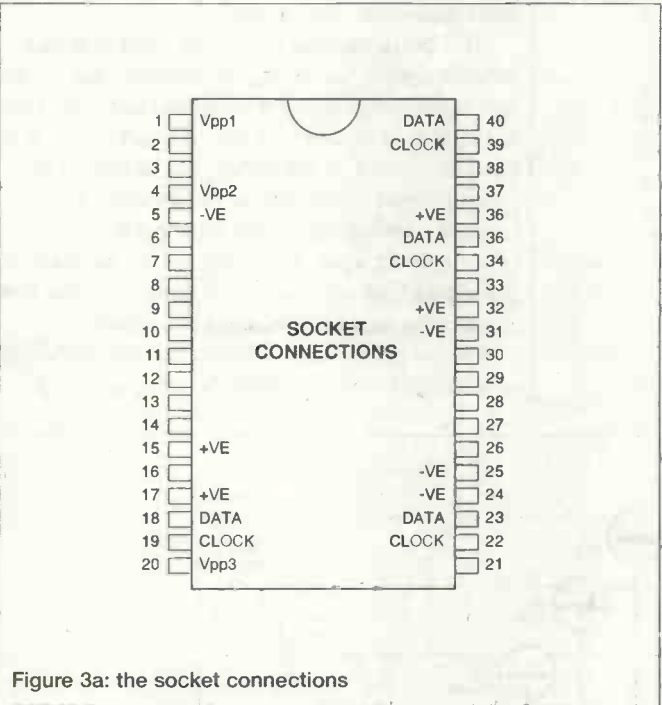 1 Vpp1 DATA 40
2 CLOCK 39
3 38
4 Vpp2 37
5 -VE +VE 36
6 DATA 36
7 CLOCK 34
8 33
9 +VE 32
10 -VE 31
SOCKET
CONNECTIONS
11 30
12 29
13 28
14 27
15 +VE 26
16 -VE 25
17 +VE -VE 24
18 DATA DATA 23
19 CLOCK CLOCK 22
20 Vpp3 21
Figure 3a: the socket connections